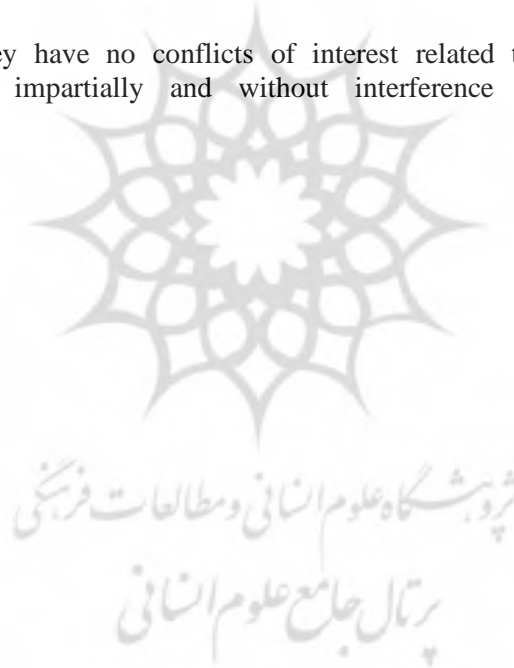 ey have no conflicts of interest related t
impartially and without interference
پژوهشگاه علوم انسانی و مطالعات فرهنگی
پرتال جامع علوم انسانی